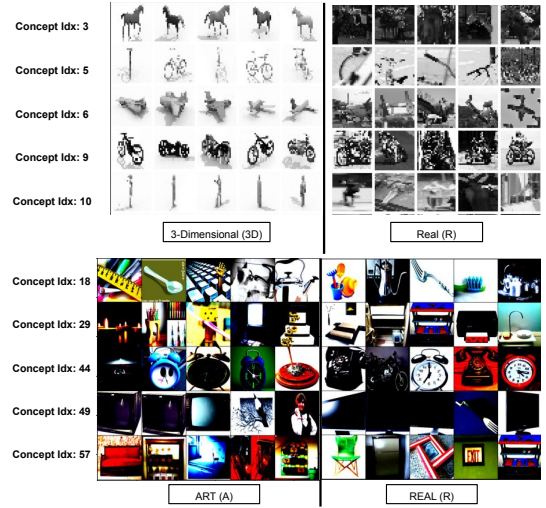 Concept Idx: 3
Concept Idx: 5
Concept Idx: 6
Concept Idx: 9
Concept Idx: 10
3-Dimensional (3D)
Real (R)
Concept Idx: 18
Concept Idx: 29
Concept Idx: 44
Concept Idx: 49
Concept Idx: 57
EXIT
ART (A)
REAL (R)